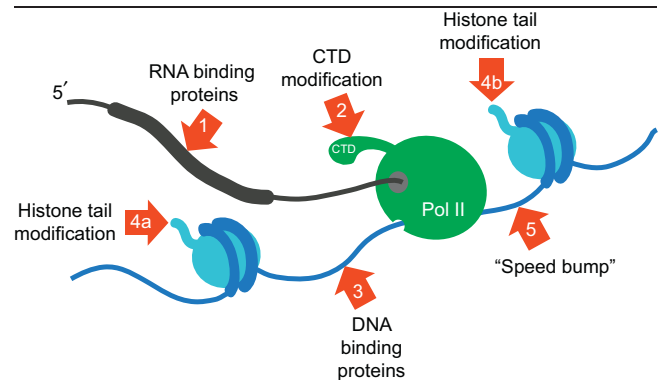 Histone tail
modification
4b
CTD
modification
2
RNA binding
proteins
1
5′
CTD
Pol II
Histone tail
modification
4a
5
“Speed bump”
3
DNA
binding
proteins